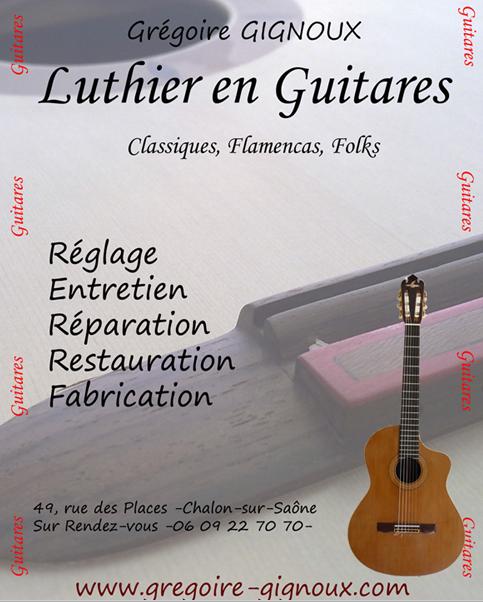 Grégoire GIGNOUX
Luthier en Guitares
Classiques, Flamencas, Folks
Guitares
Guitares
Guitares
Guitares
Réglage
Entretien
Réparation
Restauration
Fabrication
Guitares
Guitares
Guitares
Guitares
49, rue des Places -Chalon-sur-Saône
Sur Rendez-vous -06 09 22 70 70-
www.gregoire-gignoux.com